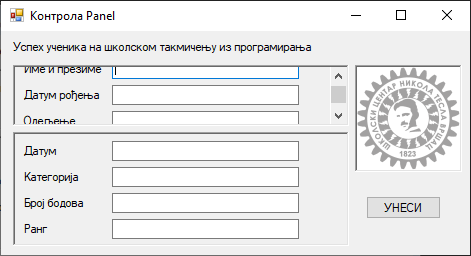 Контрола Panel
Успех ученика на школском такмичењу из програмирања
Име и презиме
Датум рођења
Одељење
Датум
Категорија
Број бодова
Ранг
ШКОЛСКИ ЦЕНТАР НИКОЛА ТЕСЛА ВРШАЦ
1823
УНЕСИ